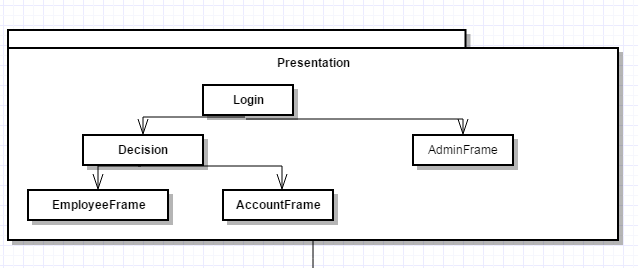 Presentation
Login
Decision
AdminFrame
EmployeeFrame
AccountFrame